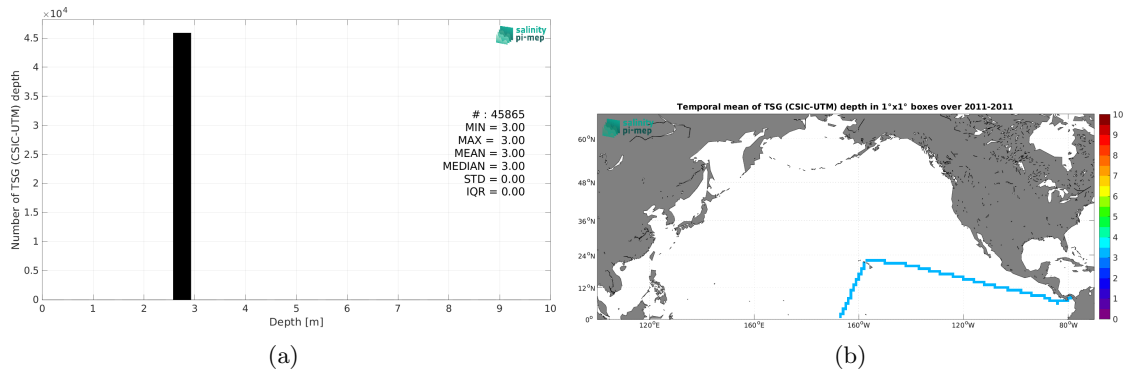 ×10⁴
4.5
4
3.5
3
2.5
2
1.5
1
0.5
0
Number of TSG (CSIC-UTM) depth
salinity
pi-mep
# : 45865
MIN = 3.00
MAX = 3.00
MEAN = 3.00
MEDIAN = 3.00
STD = 0.00
IQR = 0.00
0 1 2 3 4 5 6 7 8 9 10
Depth [m]
(a)
Temporal mean of TSG (CSIC-UTM) depth in 1°x1° boxes over 2011-2011
salinity
pi-mep
60°N
48°N
36°N
24°N
12°N
0°
120°E 160°E 160°W 120°W 80°W
10
9
8
7
6
5
4
3
2
1
0
(b)